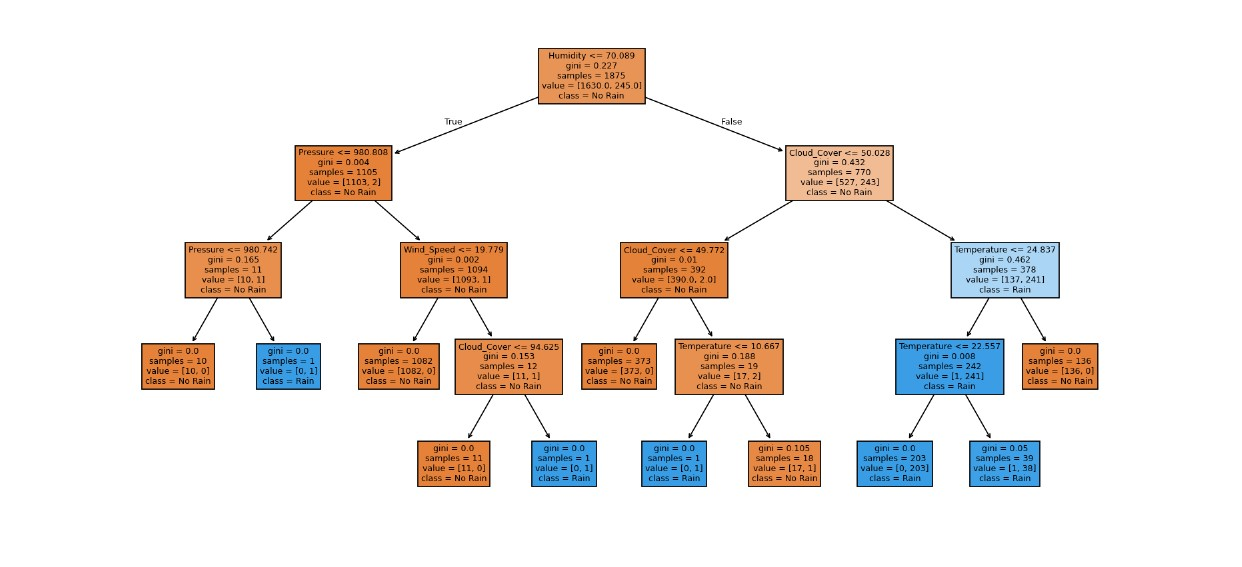 Humidity <= 70.089
gini = 0.227
samples = 1875
value = [1630.0, 245.0]
class = No Rain
True
False
Pressure <= 980.808
gini = 0.004
samples = 1105
value = [1103, 2]
class = No Rain
Cloud_Cover <= 50.028
gini = 0.432
samples = 770
value = [527, 243]
class = No Rain
Pressure <= 980.742
gini = 0.165
samples = 11
value = [10, 1]
class = No Rain
Wind_Speed <= 19.779
gini = 0.002
samples = 1094
value = [1093, 1]
class = No Rain
Cloud_Cover <= 49.772
gini = 0.01
samples = 392
value = [390.0, 2.0]
class = No Rain
Temperature <= 24.837
gini = 0.462
samples = 378
value = [137, 241]
class = Rain
gini = 0.0
samples = 10
value = [10, 0]
class = No Rain
gini = 0.0
samples = 1
value = [0, 1]
class = Rain
gini = 0.0
samples = 1082
value = [1082, 0]
class = No Rain
Cloud_Cover <= 94.625
gini = 0.153
samples = 12
value = [11, 1]
class = No Rain
gini = 0.0
samples = 373
value = [373, 0]
class = No Rain
Temperature <= 10.667
gini = 0.188
samples = 19
value = [17, 2]
class = No Rain
Temperature <= 22.557
gini = 0.008
samples = 242
value = [1, 241]
class = Rain
gini = 0.0
samples = 136
value = [136, 0]
class = No Rain
gini = 0.0
samples = 11
value = [11, 0]
class = No Rain
gini = 0.0
samples = 1
value = [0, 1]
class = Rain
gini = 0.0
samples = 1
value = [0, 1]
class = Rain
gini = 0.105
samples = 18
value = [17, 1]
class = No Rain
gini = 0.0
samples = 203
value = [0, 203]
class = Rain
gini = 0.05
samples = 39
value = [1, 38]
class = Rain